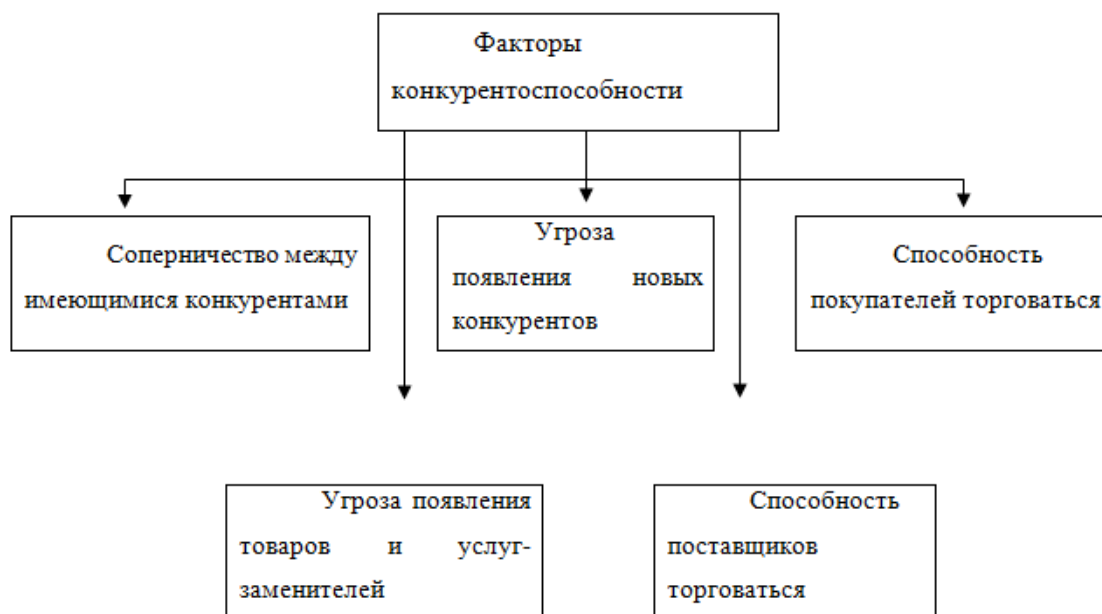 Факторы
конкурентоспособности
Соперничество между
имеющимися конкурентами
Угроза
появления новых
конкурентов
Способность
покупателей торговаться
Угроза появления
товаров и услуг-
заменителей
Способность
поставщиков
торговаться